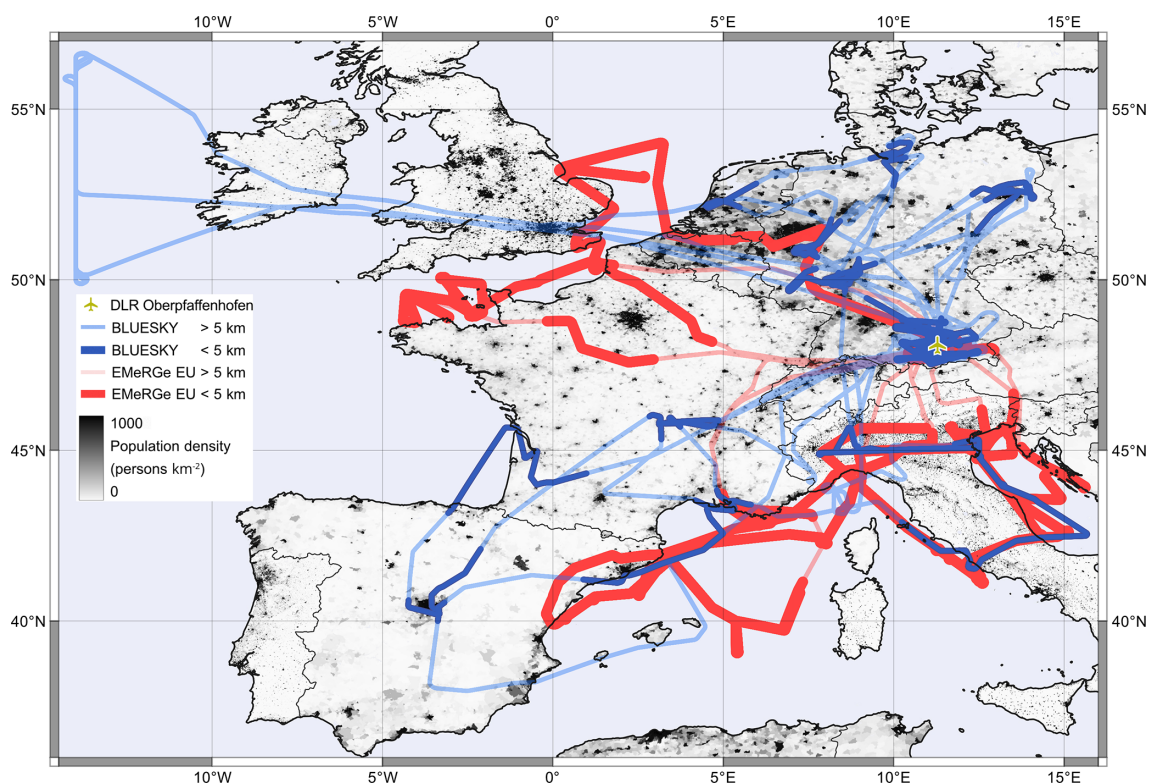 10°W 5°W 0° 5°E 10°E 15°E
55°N 55°N
50°N 50°N
DLR Oberpfaffenhofen
BLUESKY > 5 km
BLUESKY < 5 km
EMeRGe EU > 5 km
EMeRGe EU < 5 km
1000
Population density
(persons km-2)
0
45°N 45°N
40°N 40°N
10°W 5°W 0° 5°E 10°E 15°E